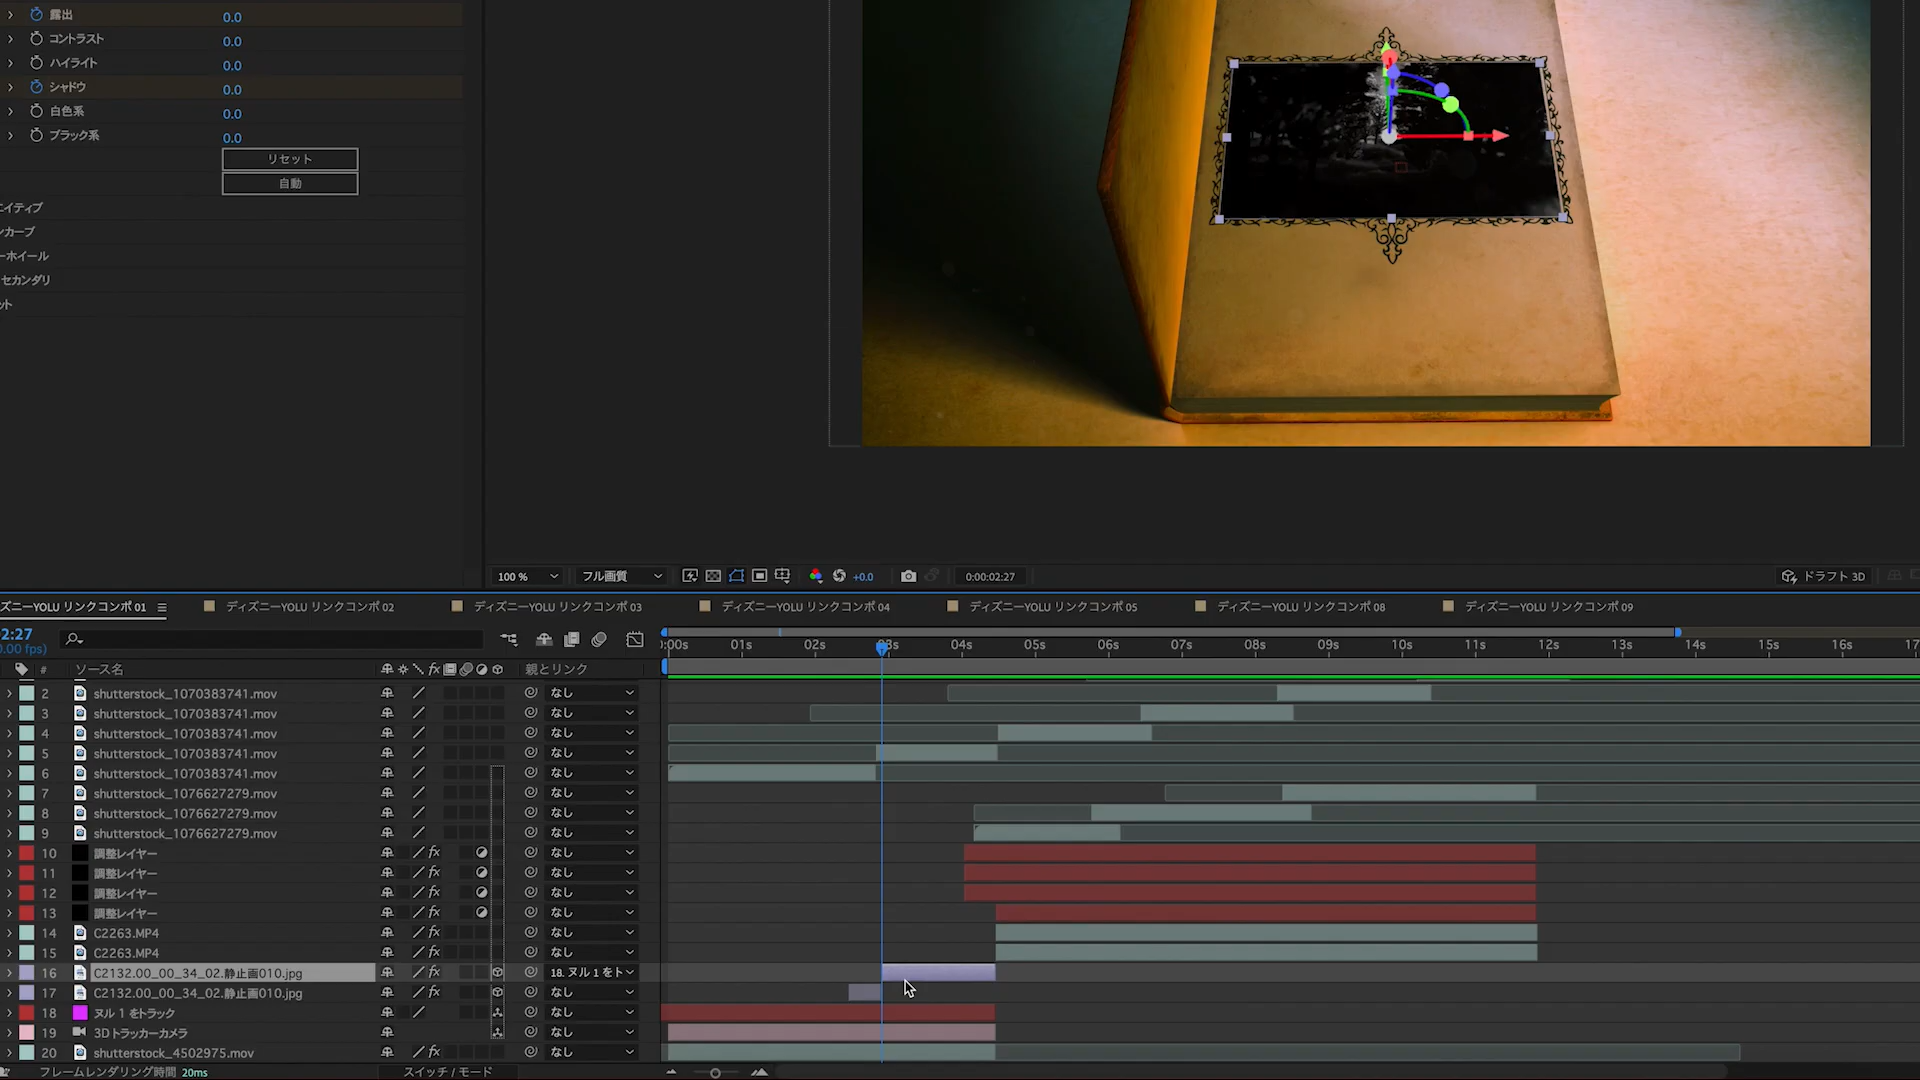 露出 0.0
コントラスト 0.0
ハイライト 0.0
シャドウ 0.0
白色系 0.0
ブラック系 0.0
リセット
自動
エイティブ
ンカーブ
ーホイール
セカンダリ
ット
100 % フル画質 +0.0 0:00:02:27 ドラフト 3D
ズニーYOLU リンクコンポ 01 ディズニーYOLU リンクコンポ 02 ディズニーYOLU リンクコンポ 03 ディズニーYOLU リンクコンポ 04 ディズニーYOLU リンクコンポ 05 ディズニーYOLU リンクコンポ 08 ディズニーYOLU リンクコンポ 09
2:27
0.00 fps)
:00s 01s 02s 03s 04s 05s 06s 07s 08s 09s 10s 11s 12s 13s 14s 15s 16s 17
# ソース名 fx 親とリンク
2 shutterstock_1070383741.mov なし
3 shutterstock_1070383741.mov なし
4 shutterstock_1070383741.mov なし
5 shutterstock_1070383741.mov なし
6 shutterstock_1070383741.mov なし
7 shutterstock_1076627279.mov なし
8 shutterstock_1076627279.mov なし
9 shutterstock_1076627279.mov なし
10 調整レイヤー fx なし
11 調整レイヤー fx なし
12 調整レイヤー fx なし
13 調整レイヤー fx なし
14 C2263.MP4 なし
15 C2263.MP4 なし
16 C2132.00_00_34_02.静止画010.jpg fx 18. ヌル 1 をト
17 C2132.00_00_34_02.静止画010.jpg fx なし
18 ヌル 1 をトラック なし
19 3Dトラッカーカメラ なし
20 shutterstock_4502975.mov fx なし
フレームレンダリング時間 20ms スイッチ / モード